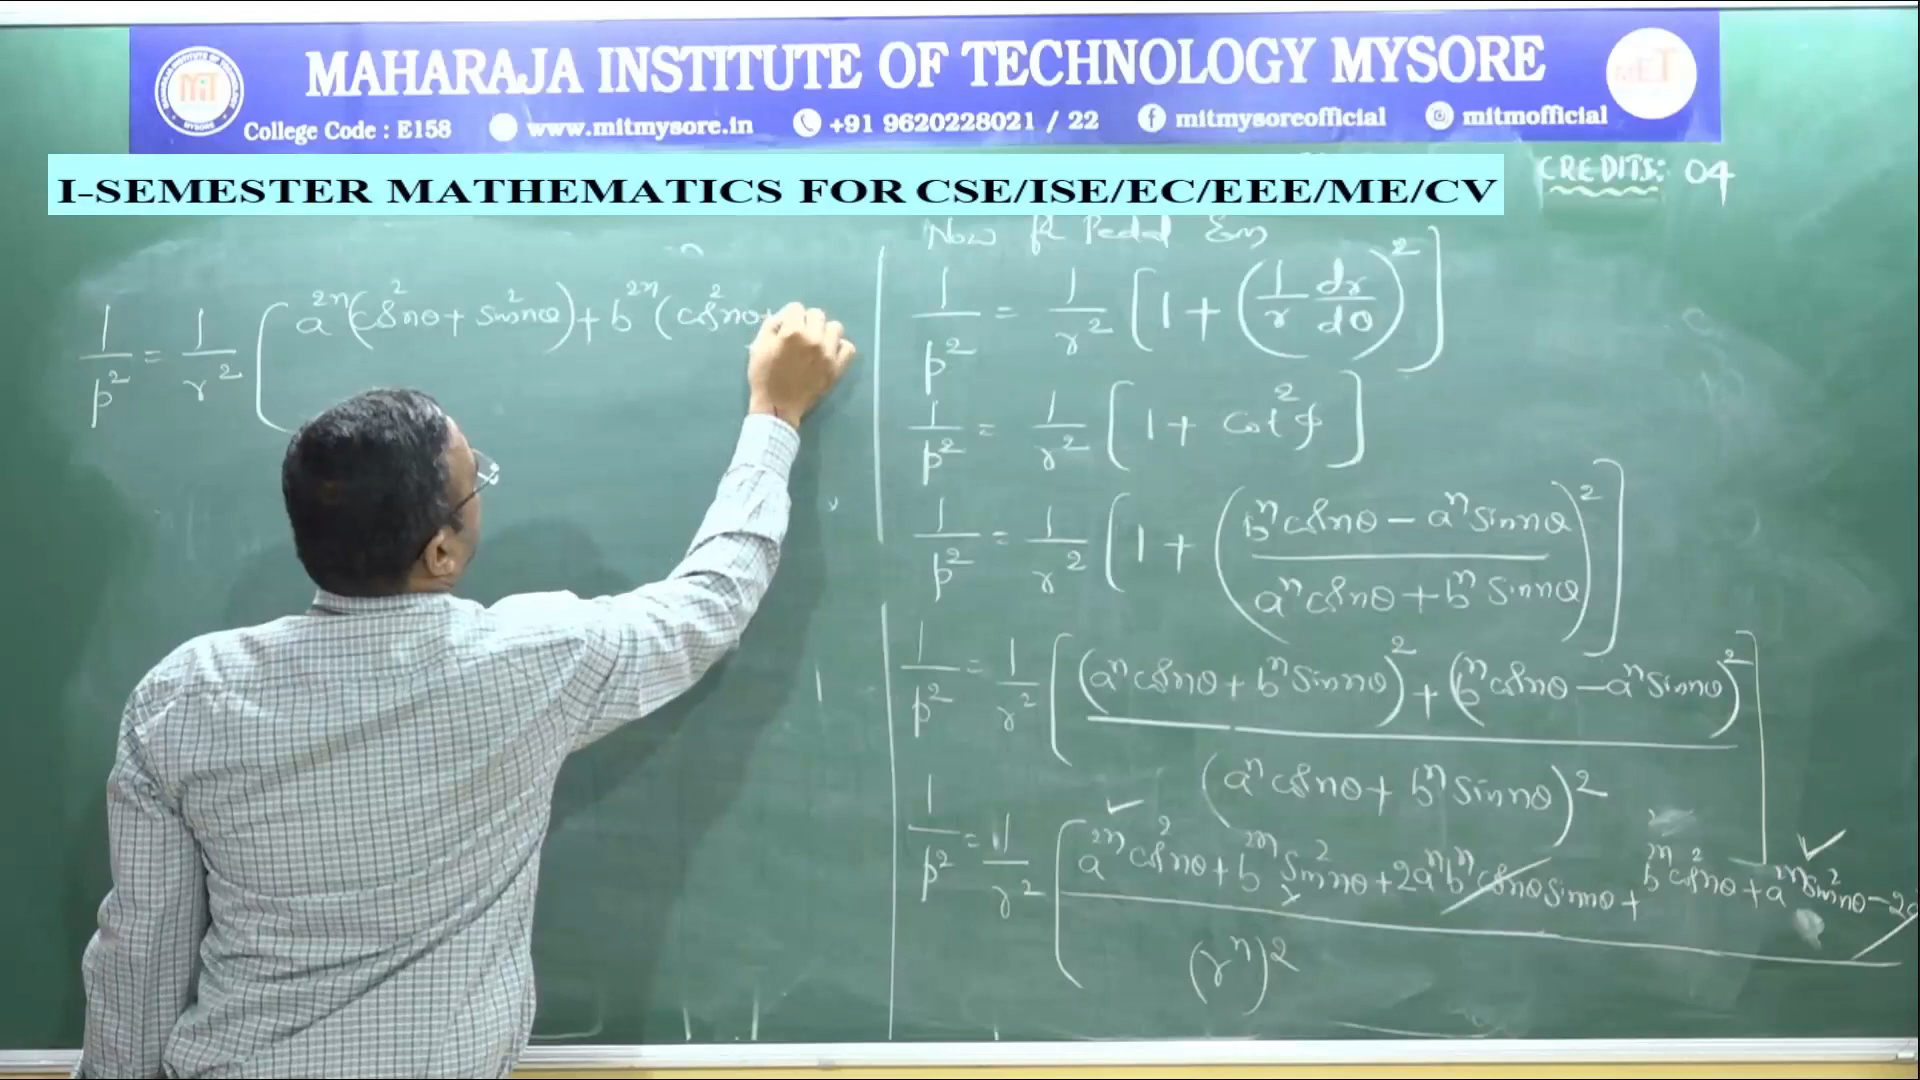 MAHARAJA INSTITUTE OF TECHNOLOGY MYSORE
College Code : E158 www.mitmysore.in +91 9620228021 / 22 mitmysoreofficial mitmofficial
I-SEMESTER MATHEMATICS FOR CSE/ISE/EC/EEE/ME/CV
CREDITS: 04
1/p² = 1/r² [ a²ⁿ(cos²nθ + sin²nθ) + b²ⁿ(cos²nθ+
Now Pedal Eqn
1/p² = 1/r² [1 + (1/r dr/dθ)²]
1/p² = 1/r² [1 + cot²φ]
1/p² = 1/r² [1 + ((bⁿcosnθ − aⁿsinnθ)/(aⁿcosnθ + bⁿsinnθ))²]
1/p² = 1/r² [((aⁿcosnθ + bⁿsinnθ)² + (bⁿcosnθ − aⁿsinnθ)²)/(aⁿcosnθ + bⁿsinnθ)²]
1/p² = 1/r² [(a²ⁿcos²nθ + b²ⁿsin²nθ + 2aⁿbⁿcosnθsinnθ + b²ⁿcos²nθ + a²ⁿsin²nθ − 2a)/(rⁿ)²